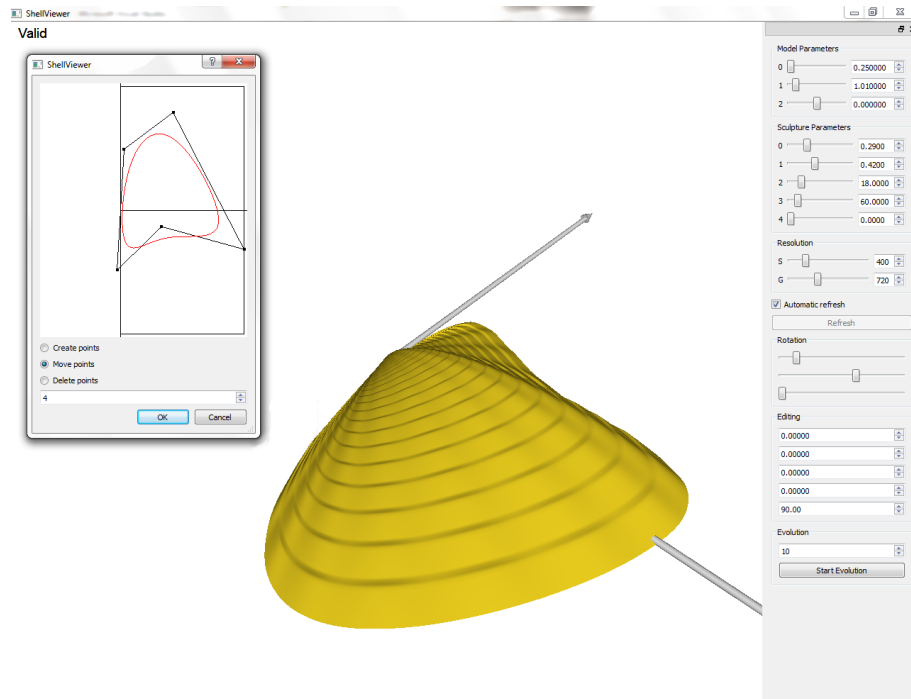 ShellViewer
Valid
ShellViewer
?
Create points
Move points
Delete points
4
OK
Cancel
Model Parameters
0 0.250000
1 1.010000
2 0.000000
Sculpture Parameters
0 0.2900
1 0.4200
2 18.0000
3 60.0000
4 0.0000
Resolution
S 400
G 720
Automatic refresh
Refresh
Rotation
Editing
0.00000
0.00000
0.00000
0.00000
90.00
Evolution
10
Start Evolution